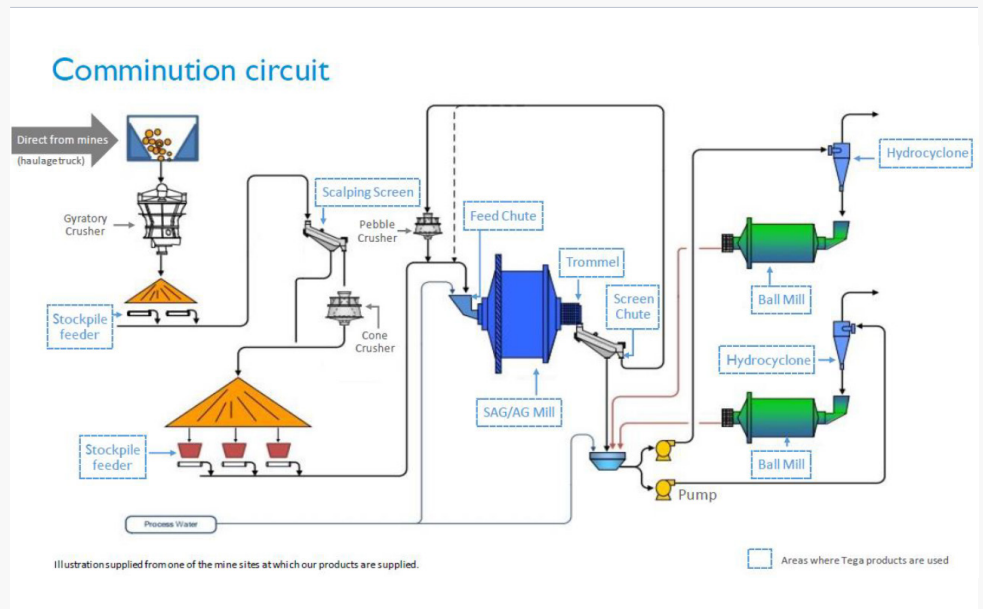 Comminution circuit
Direct from mines
(haulagetruck)
Gyratory
Crusher
Stockpile
feeder
Scalping Screen
Pebble
Crusher
Cone
Crusher
Feed Chute
Trommel
Screen
Chute
SAG/AG Mill
Hydrocyclone
Ball Mill
Hydrocyclone
Ball Mill
Stockpile
feeder
Pump
Process Water
Illustration supplied from one of the mine sites at which our products are supplied.
Areas where Tega products are used